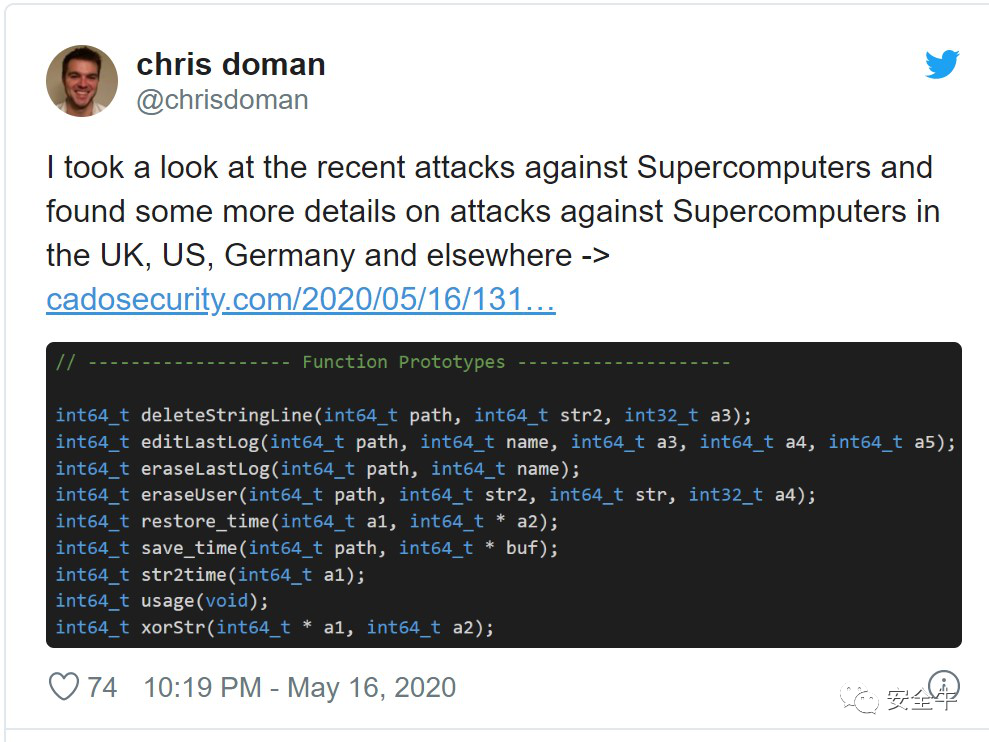 chris doman
@chrisdoman
I took a look at the recent attacks against Supercomputers and
found some more details on attacks against Supercomputers in
the UK, US, Germany and elsewhere ->
cadosecurity.com/2020/05/16/131…
// ------------------- Function Prototypes --------------------
int64_t deleteStringLine(int64_t path, int64_t str2, int32_t a3);
int64_t editLastLog(int64_t path, int64_t name, int64_t a3, int64_t a4, int64_t a5);
int64_t eraseLastLog(int64_t path, int64_t name);
int64_t eraseUser(int64_t path, int64_t str2, int64_t str, int32_t a4);
int64_t restore_time(int64_t a1, int64_t * a2);
int64_t save_time(int64_t path, int64_t * buf);
int64_t str2time(int64_t a1);
int64_t usage(void);
int64_t xorStr(int64_t * a1, int64_t a2);
74 10:19 PM - May 16, 2020
安全牛